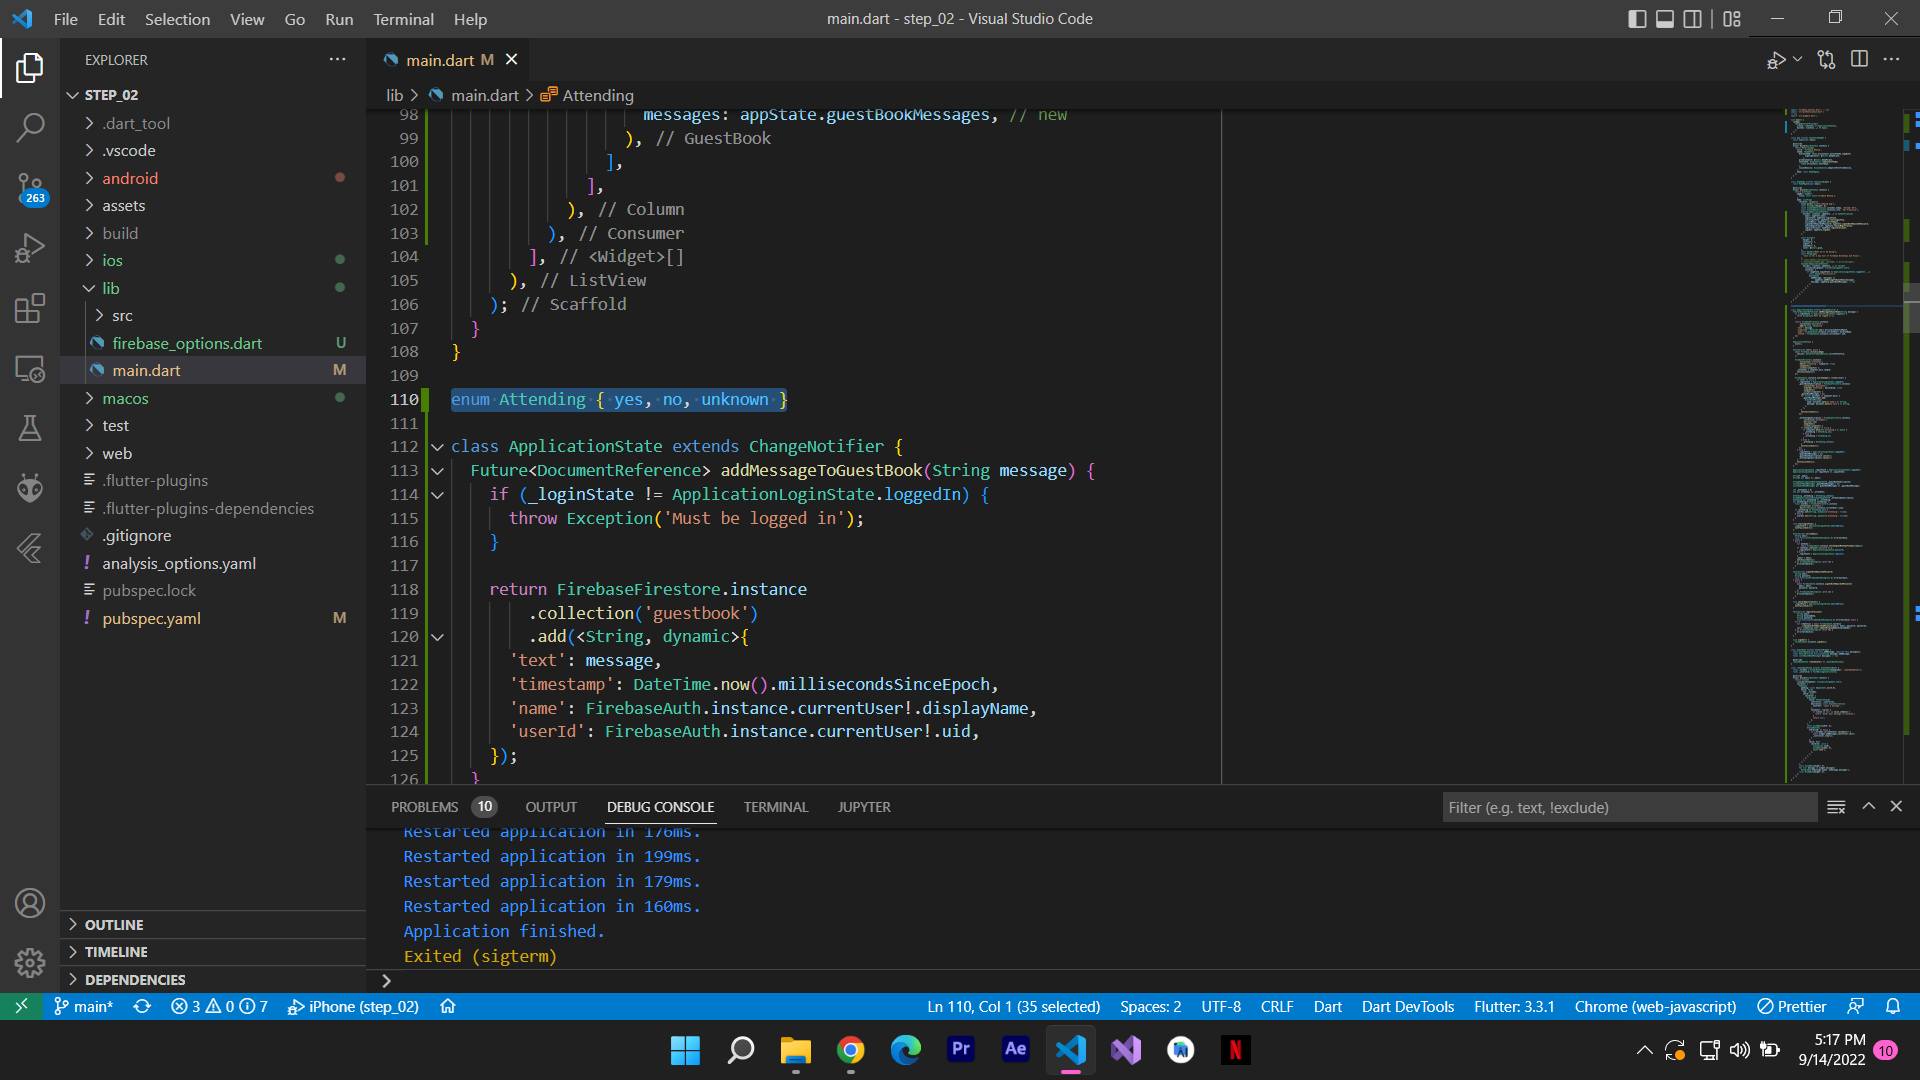 File Edit Selection View Go Run Terminal Help
main.dart - step_02 - Visual Studio Code
EXPLORER
STEP_02
.dart_tool
.vscode
android
263
assets
build
ios
lib
src
firebase_options.dart U
main.dart M
macos
test
web
.flutter-plugins
.flutter-plugins-dependencies
.gitignore
! analysis_options.yaml
pubspec.lock
! pubspec.yaml M
OUTLINE
TIMELINE
DEPENDENCIES
main.dart M
lib > main.dart > Attending
98 messages: appState.guestBookMessages, // new
99 ), // GuestBook
100 ],
101 ],
102 ), // Column
103 ), // Consumer
104 ], // <Widget>[]
105 ), // ListView
106 ); // Scaffold
107 }
108 }
109
110 enum Attending { yes, no, unknown }
111
112 class ApplicationState extends ChangeNotifier {
113 Future<DocumentReference> addMessageToGuestBook(String message) {
114 if (_loginState != ApplicationLoginState.loggedIn) {
115 throw Exception('Must be logged in');
116 }
117
118 return FirebaseFirestore.instance
119 .collection('guestbook')
120 .add(<String, dynamic>{
121 'text': message,
122 'timestamp': DateTime.now().millisecondsSinceEpoch,
123 'name': FirebaseAuth.instance.currentUser!.displayName,
124 'userId': FirebaseAuth.instance.currentUser!.uid,
125 });
126 }
PROBLEMS 10 OUTPUT DEBUG CONSOLE TERMINAL JUPYTER
Filter (e.g. text, !exclude)
Restarted application in 176ms.
Restarted application in 199ms.
Restarted application in 179ms.
Restarted application in 160ms.
Application finished.
Exited (sigterm)
main* 3 0 7 iPhone (step_02) Ln 110, Col 1 (35 selected) Spaces: 2 UTF-8 CRLF Dart Dart DevTools Flutter: 3.3.1 Chrome (web-javascript) Prettier
Pr Ae N
5:17 PM
9/14/2022 10